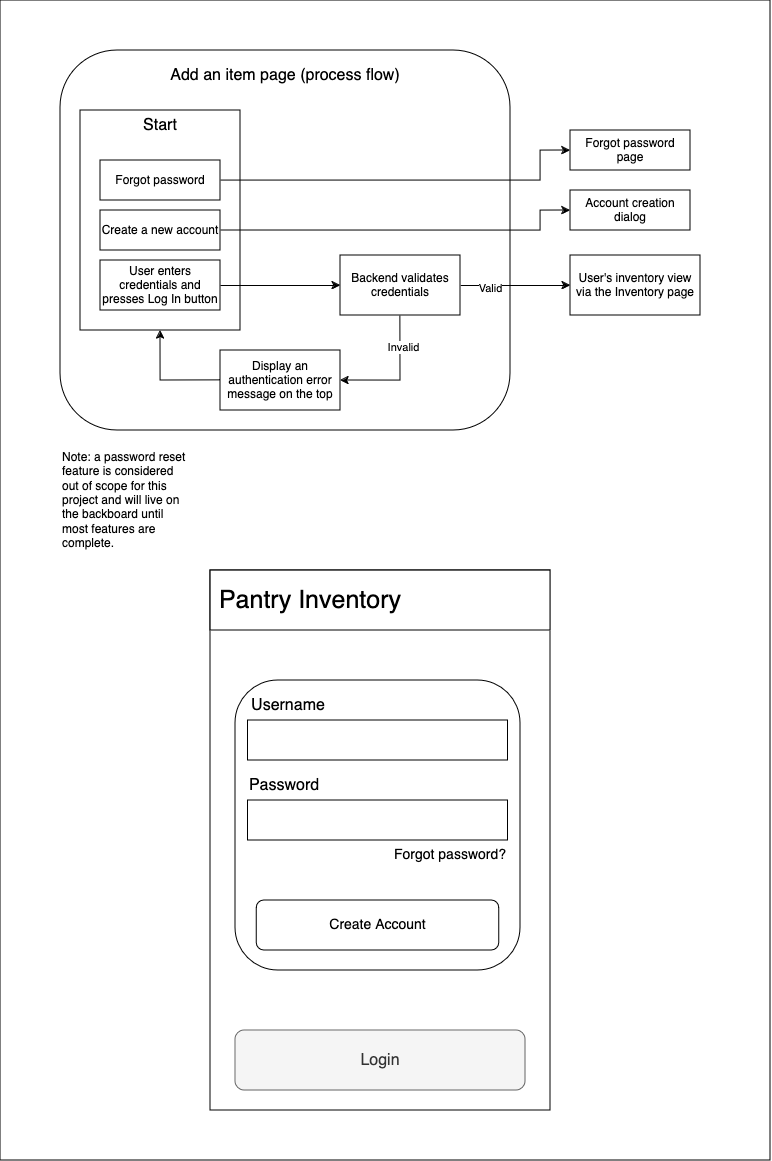 Add an item page (process flow)
Start
Forgot password
Create a new account
User enters
credentials and
presses Log In button
Backend validates
credentials
Valid
Invalid
Display an
authentication error
message on the top
Forgot password
page
Account creation
dialog
User's inventory view
via the Inventory page
Note: a password reset
feature is considered
out of scope for this
project and will live on
the backboard until
most features are
complete.
Pantry Inventory
Username
Password
Forgot password?
Create Account
Login